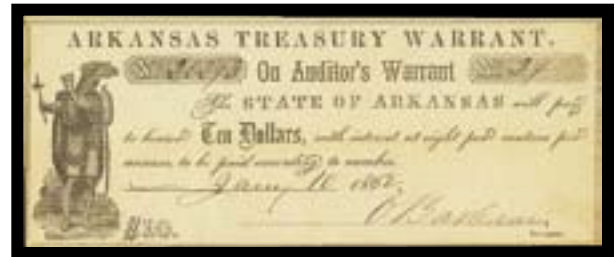 ARKANSAS TREASURY WARRANT.
On Auditor's Warrant
The STATE OF ARKANSAS will pay
to bearer Ten Dollars, with interest at eight per centum per
annum, to be paid according to number.
Jany 10 1862,